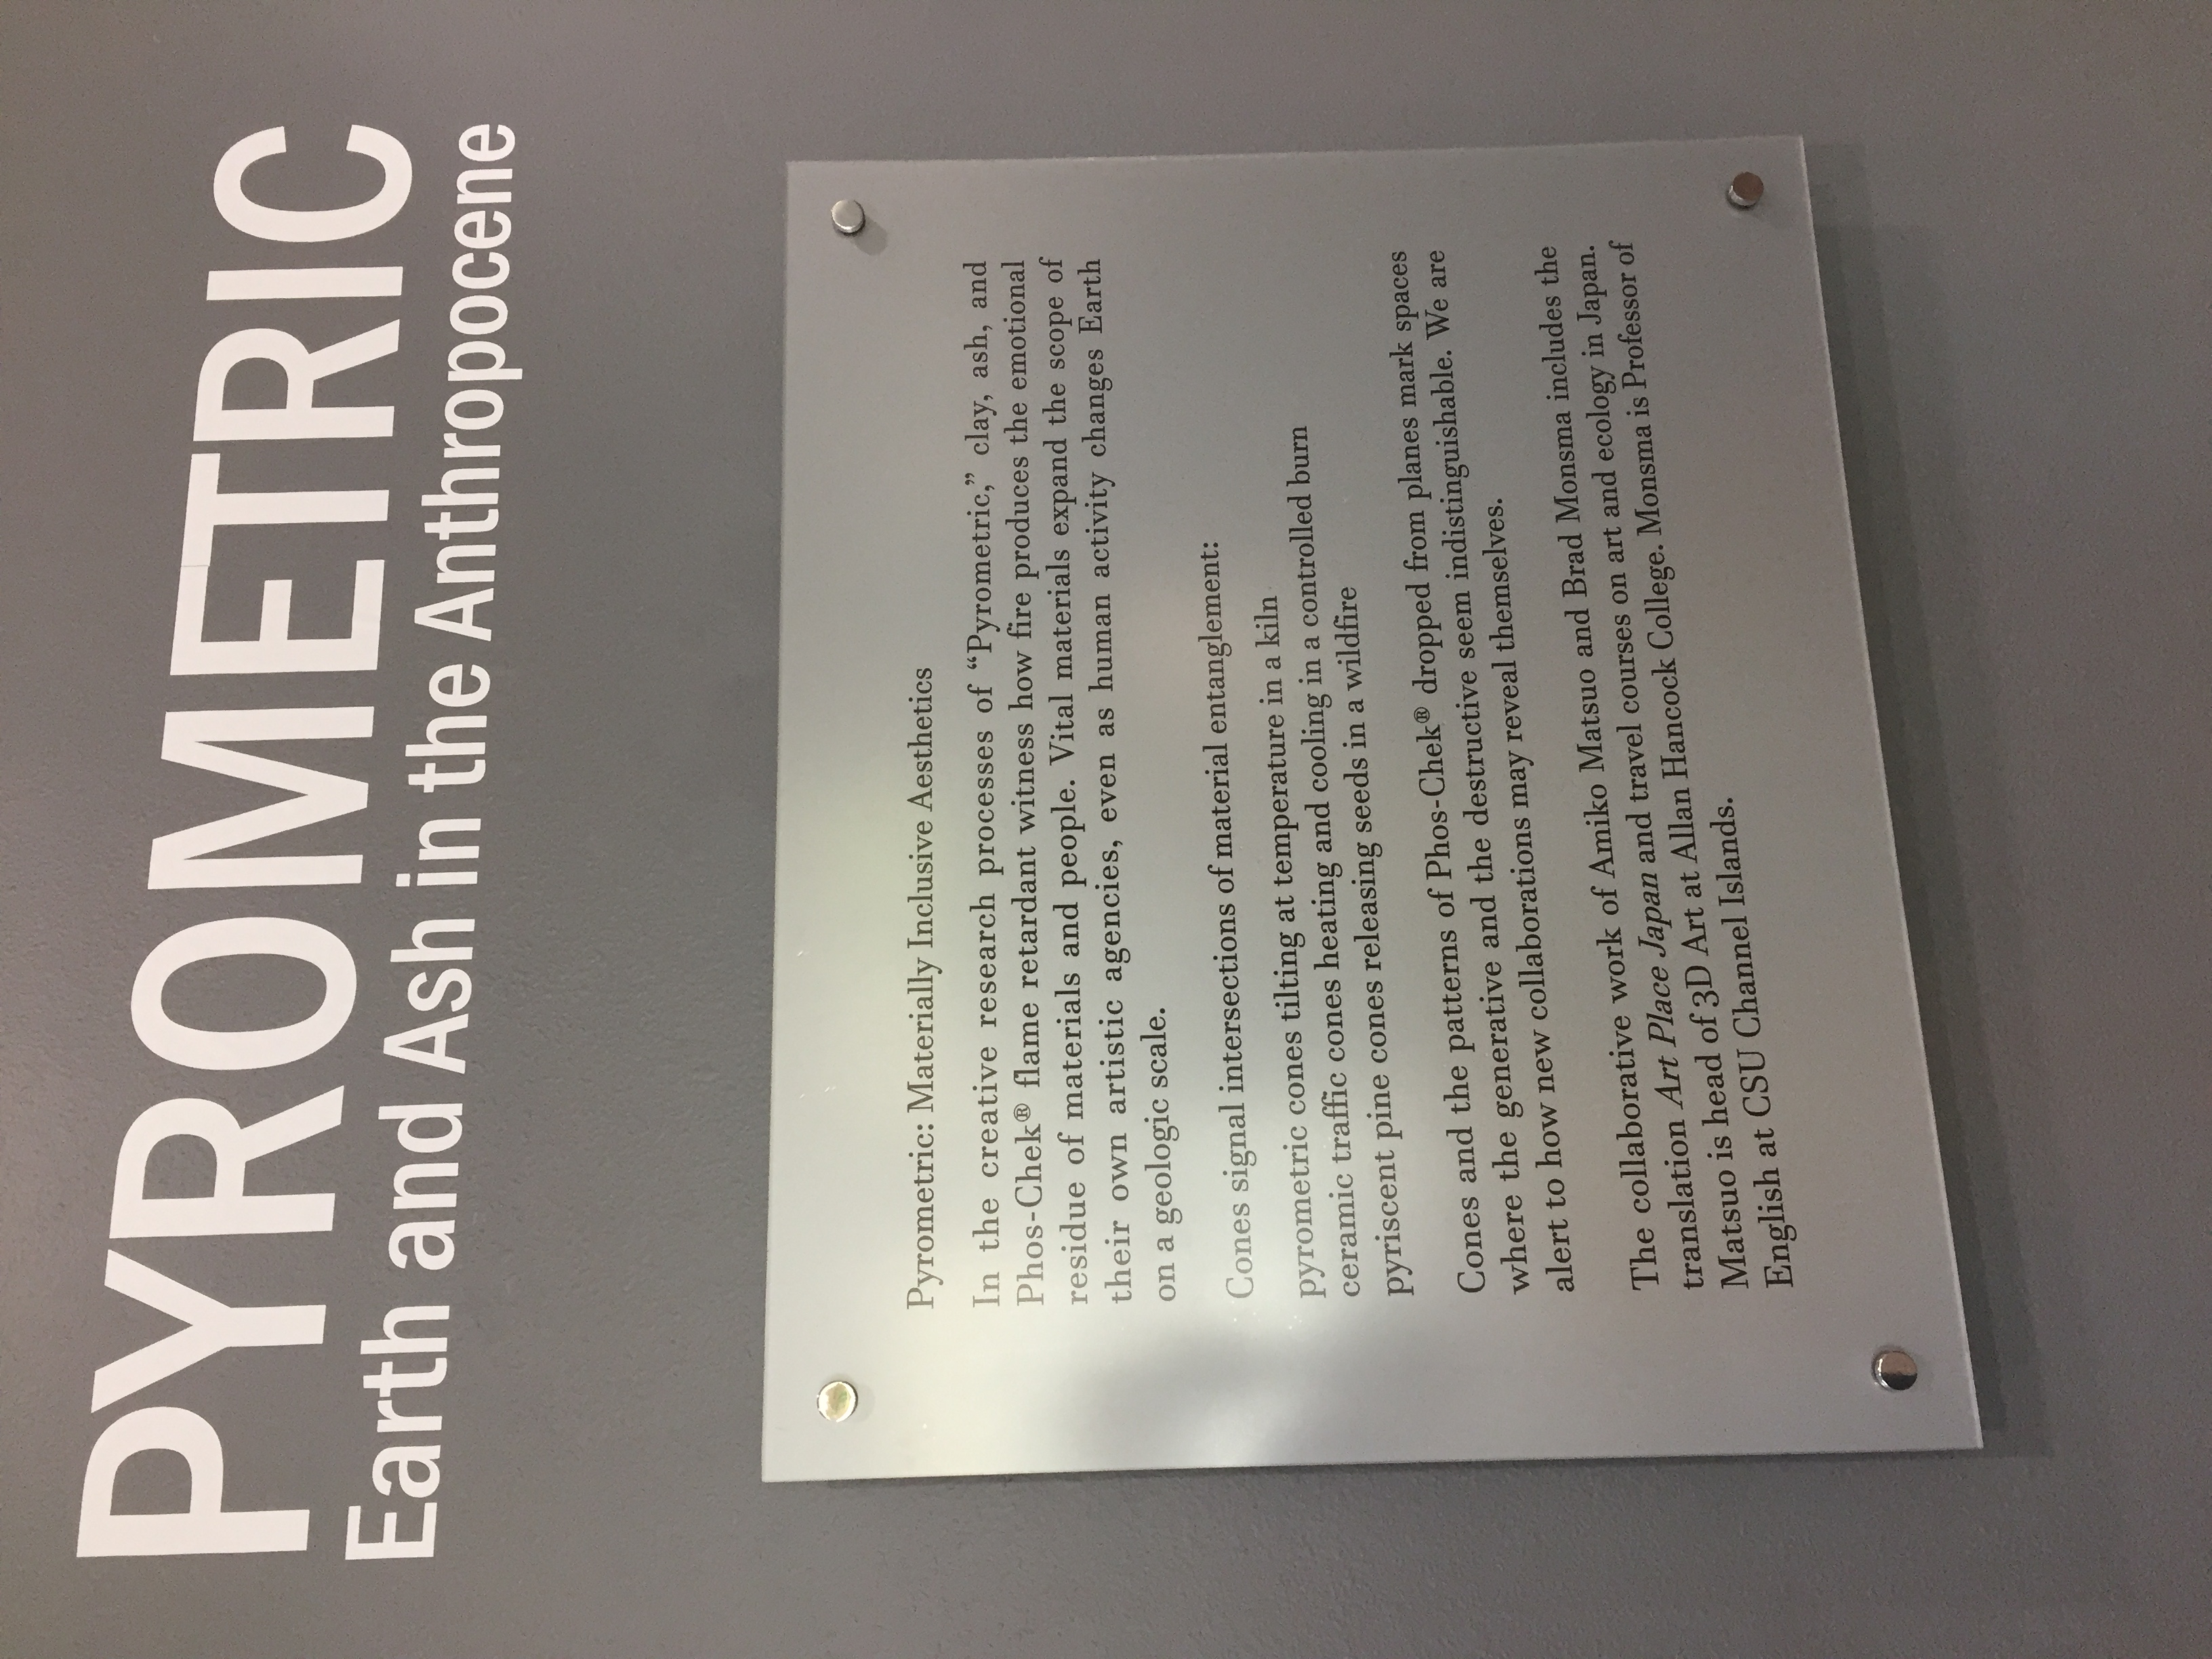 PYROMETRIC
Earth and Ash in the Anthropocene
Pyrometric: Materially Inclusive Aesthetics
In the creative research processes of “Pyrometric,” clay, ash, and
Phos-Chek® flame retardant witness how fire produces the emotional
residue of materials and people. Vital materials expand the scope of
their own artistic agencies, even as human activity changes Earth
on a geologic scale.
Cones signal intersections of material entanglement:
pyrometric cones tilting at temperature in a kiln
ceramic traffic cones heating and cooling in a controlled burn
pyriscent pine cones releasing seeds in a wildfire
Cones and the patterns of Phos-Chek® dropped from planes mark spaces
where the generative and the destructive seem indistinguishable. We are
alert to how new collaborations may reveal themselves.
The collaborative work of Amiko Matsuo and Brad Monsma includes the
translation Art Place Japan and travel courses on art and ecology in Japan.
Matsuo is head of 3D Art at Allan Hancock College. Monsma is Professor of
English at CSU Channel Islands.